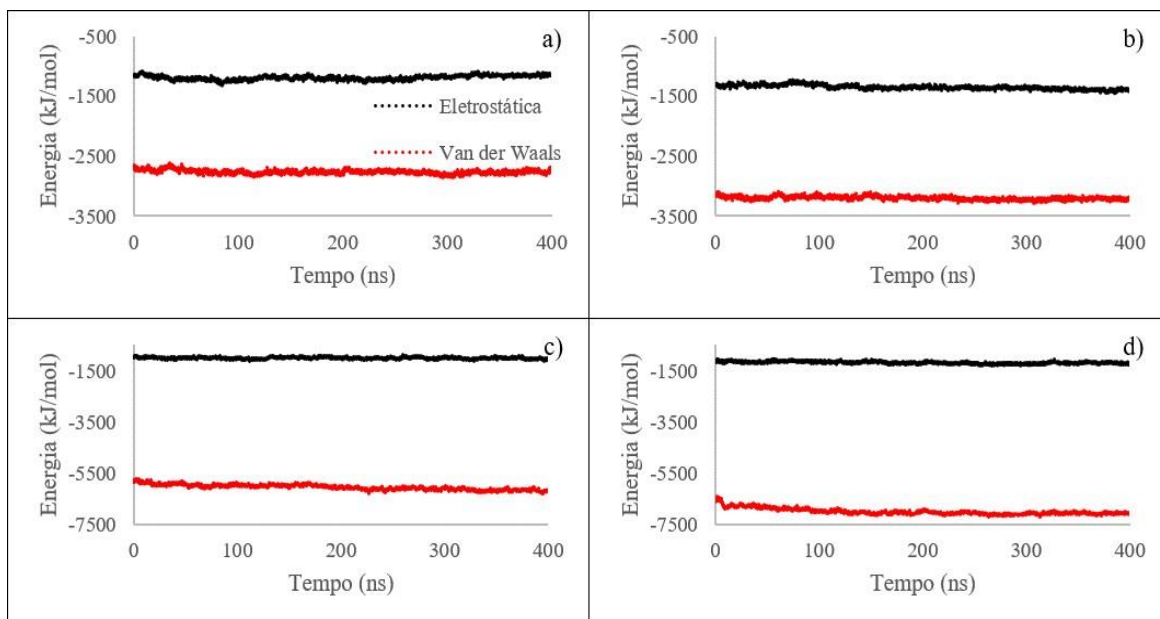 a)
Energia (kJ/mol)
-500
-1500
-2500
-3500
Eletrostática
Van der Waals
0 100 200 300 400
Tempo (ns)
b)
Energia (kJ/mol)
-500
-1500
-2500
-3500
0 100 200 300 400
Tempo (ns)
c)
Energia (kJ/mol)
-1500
-3500
-5500
-7500
0 100 200 300 400
Tempo (ns)
d)
Energia (kJ/mol)
-1500
-3500
-5500
-7500
0 100 200 300 400
Tempo (ns)